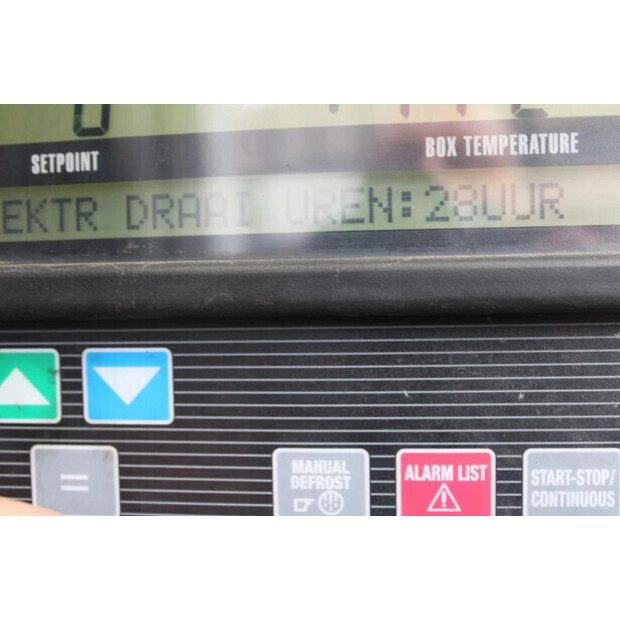 SETPOINT
BOX TEMPERATURE
EKTR DRAAI UREN:28UUR
=
MANUAL
DEFROST
ALARM LIST
START-STOP/
CONTINUOUS